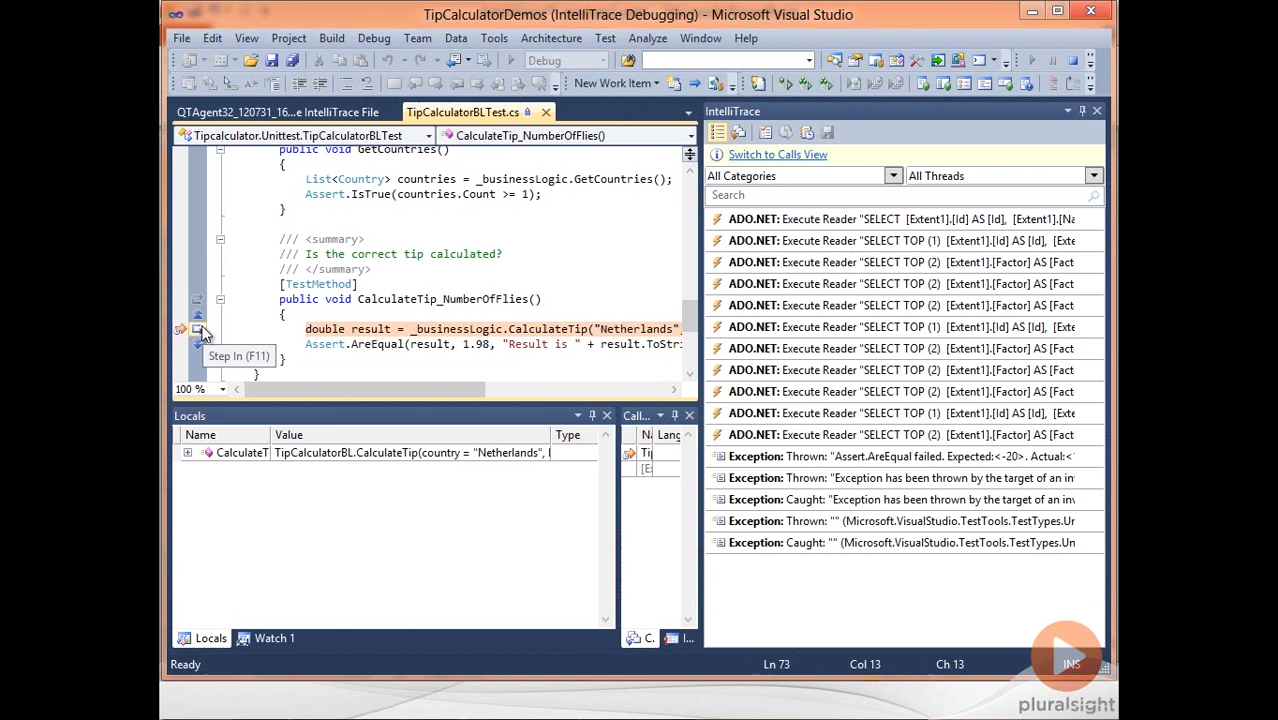 TipCalculatorDemos (IntelliTrace Debugging) - Microsoft Visual Studio
File Edit View Project Build Debug Team Data Tools Architecture Test Analyze Window Help
Debug
New Work Item
QTAgent32_120731_16...e IntelliTrace File TipCalculatorBLTest.cs
Tipcalculator.Unittest.TipCalculatorBLTest CalculateTip_NumberOfFlies()
public void GetCountries()
{
List<Country> countries = _businessLogic.GetCountries();
Assert.IsTrue(countries.Count >= 1);
}
/// <summary>
/// Is the correct tip calculated?
/// </summary>
[TestMethod]
public void CalculateTip_NumberOfFlies()
{
double result = _businessLogic.CalculateTip("Netherlands",
Assert.AreEqual(result, 1.98, "Result is " + result.ToStri
}
}
Step In (F11)
100 %
Locals
Name Value Type
CalculateT TipCalculatorBL.CalculateTip(country = "Netherlands", l
Locals Watch 1
Call...
Na Lang
Tip
[Ex
C. I...
IntelliTrace
Switch to Calls View
All Categories All Threads
Search
ADO.NET: Execute Reader "SELECT [Extent1].[Id] AS [Id], [Extent1].[Na
ADO.NET: Execute Reader "SELECT TOP (1) [Extent1].[Id] AS [Id], [Exte
ADO.NET: Execute Reader "SELECT TOP (2) [Extent1].[Factor] AS [Fact
ADO.NET: Execute Reader "SELECT TOP (2) [Extent1].[Factor] AS [Fact
ADO.NET: Execute Reader "SELECT TOP (2) [Extent1].[Factor] AS [Fact
ADO.NET: Execute Reader "SELECT TOP (1) [Extent1].[Id] AS [Id], [Exte
ADO.NET: Execute Reader "SELECT TOP (2) [Extent1].[Factor] AS [Fact
ADO.NET: Execute Reader "SELECT TOP (2) [Extent1].[Factor] AS [Fact
ADO.NET: Execute Reader "SELECT TOP (2) [Extent1].[Factor] AS [Fact
ADO.NET: Execute Reader "SELECT TOP (1) [Extent1].[Id] AS [Id], [Exte
ADO.NET: Execute Reader "SELECT TOP (2) [Extent1].[Factor] AS [Fact
Exception: Thrown: "Assert.AreEqual failed. Expected:<-20>. Actual:<
Exception: Thrown: "Exception has been thrown by the target of an inv
Exception: Caught: "Exception has been thrown by the target of an inv
Exception: Thrown: "" (Microsoft.VisualStudio.TestTools.TestTypes.Un
Exception: Caught: "" (Microsoft.VisualStudio.TestTools.TestTypes.Un
Ready Ln 73 Col 13 Ch 13 INS
pluralsight